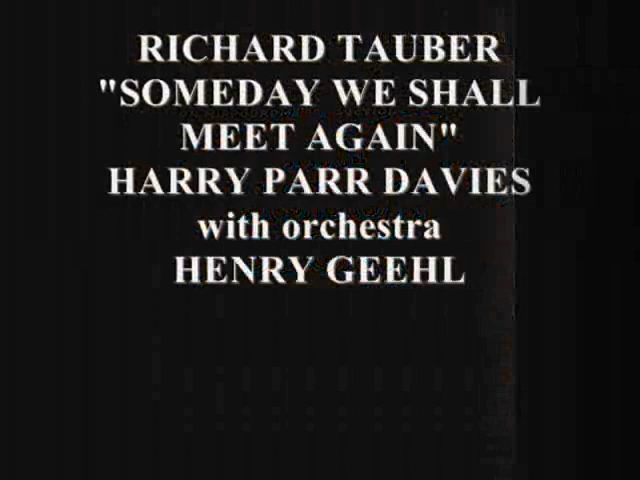 RICHARD TAUBER
"SOMEDAY WE SHALL
MEET AGAIN"
HARRY PARR DAVIES
with orchestra
HENRY GEEHL